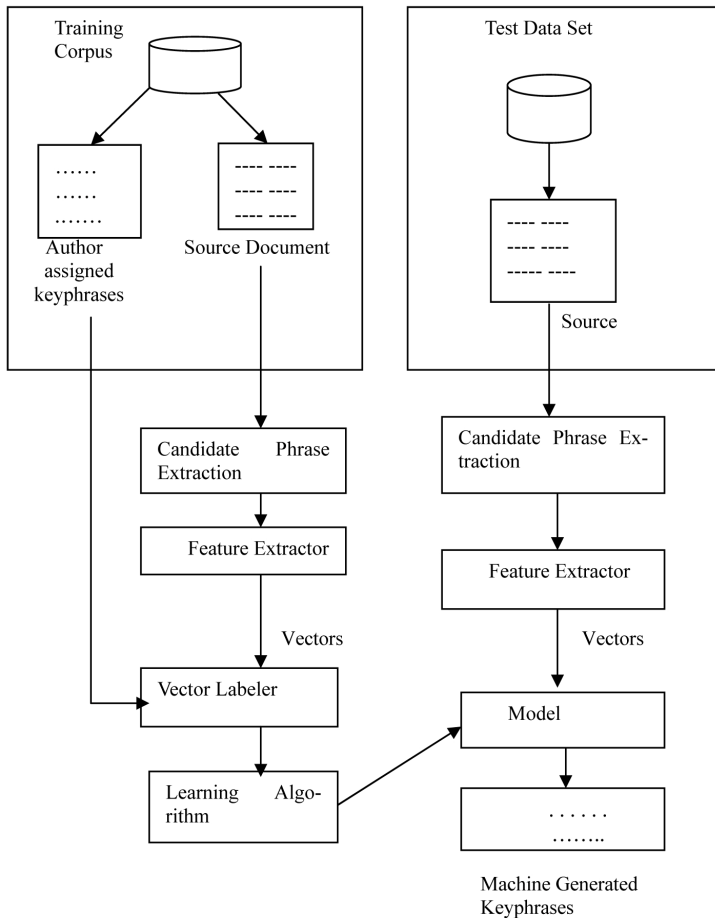 Training
Corpus
……
……
…….
Author
assigned
keyphrases
---- ----
---- ----
---- ----
Source Document
Candidate Phrase
Extraction
Feature Extractor
Vectors
Vector Labeler
Learning Algo-
rithm
Test Data Set
---- ----
---- ----
----- ----
Source
Candidate Phrase Ex-
traction
Feature Extractor
Vectors
Model
. . . . . .
……..
Machine Generated
Keyphrases